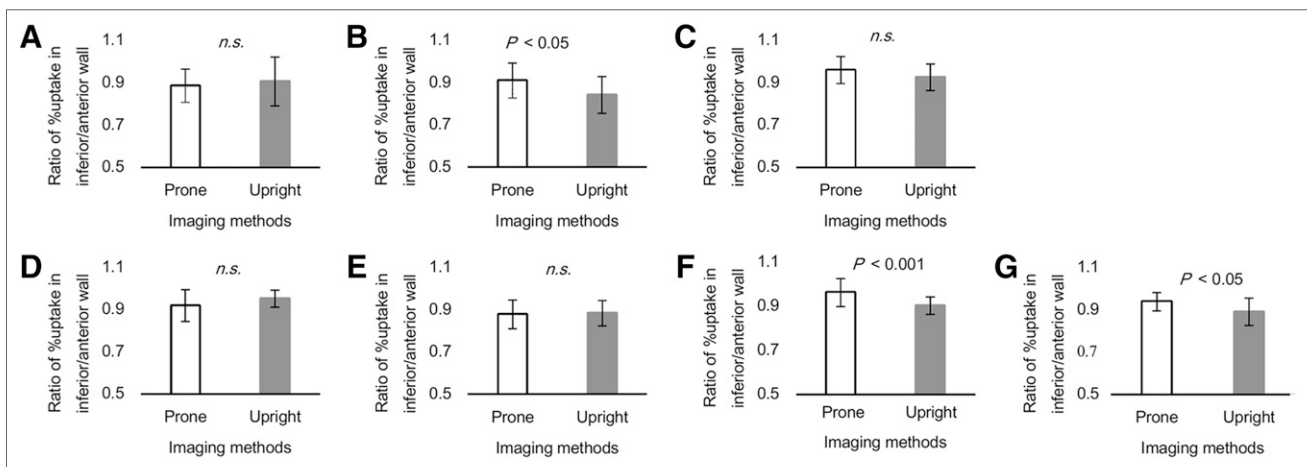 A
Ratio of %uptake in
inferior/anterior wall
1.1
0.9
0.7
0.5
n.s.
Prone Upright
Imaging methods
B
Ratio of %uptake in
inferior/anterior wall
1.1
0.9
0.7
0.5
P < 0.05
Prone Upright
Imaging methods
C
Ratio of %uptake in
inferior/anterior wall
1.1
0.9
0.7
0.5
n.s.
Prone Upright
Imaging methods
D
Ratio of %uptake in
inferior/anterior wall
1.1
0.9
0.7
0.5
n.s.
Prone Upright
Imaging methods
E
Ratio of %uptake in
inferior/anterior wall
1.1
0.9
0.7
0.5
n.s.
Prone Upright
Imaging methods
F
Ratio of %uptake in
inferior/anterior wall
1.1
0.9
0.7
0.5
P < 0.001
Prone Upright
Imaging methods
G
Ratio of %uptake in
inferior/anterior wall
1.1
0.9
0.7
0.5
P < 0.05
Prone Upright
Imaging methods